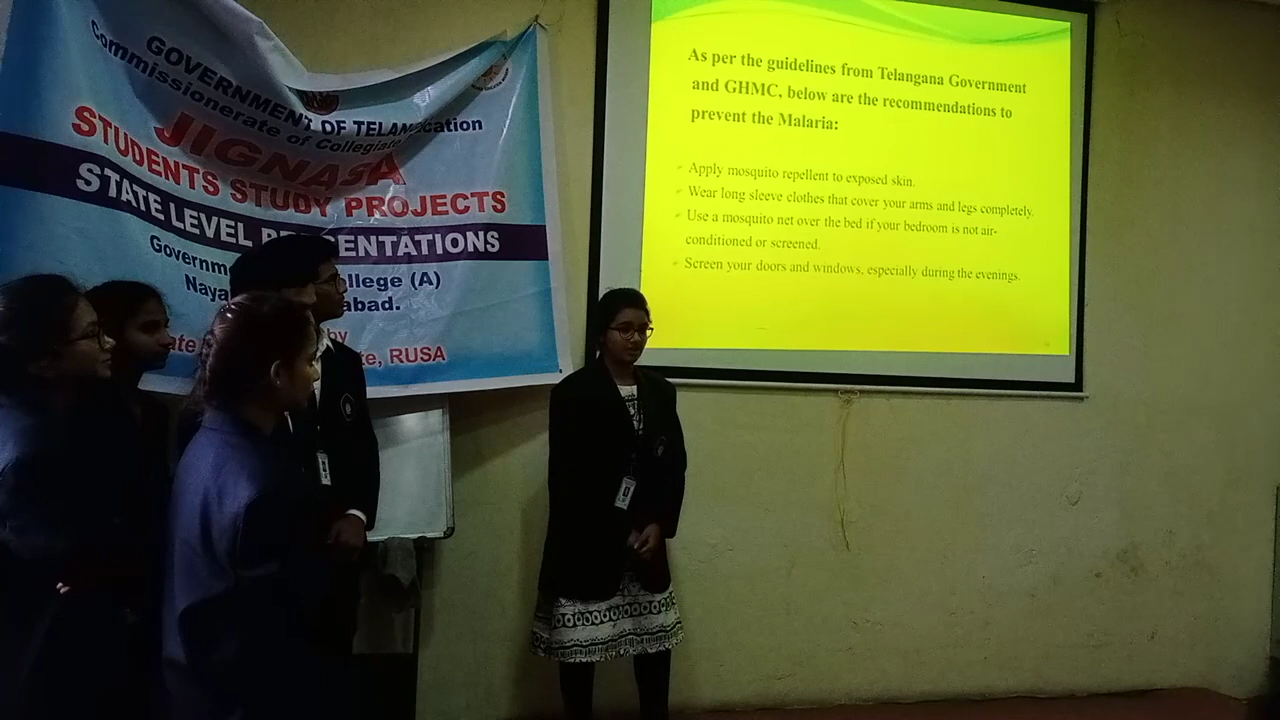 GOVERNMENT OF TELAN
Commissionerate of Collegiate cation
JIGNASA
STUDENTS STUDY PROJECTS
STATE LEVEL PRESENTATIONS
Governm llege (A)
Naya abad.
by
ate te, RUSA
As per the guidelines from Telangana Government
and GHMC, below are the recommendations to
prevent the Malaria:
Apply mosquito repellent to exposed skin.
Wear long sleeve clothes that cover your arms and legs completely.
Use a mosquito net over the bed if your bedroom is not air-
conditioned or screened.
Screen your doors and windows, especially during the evenings.